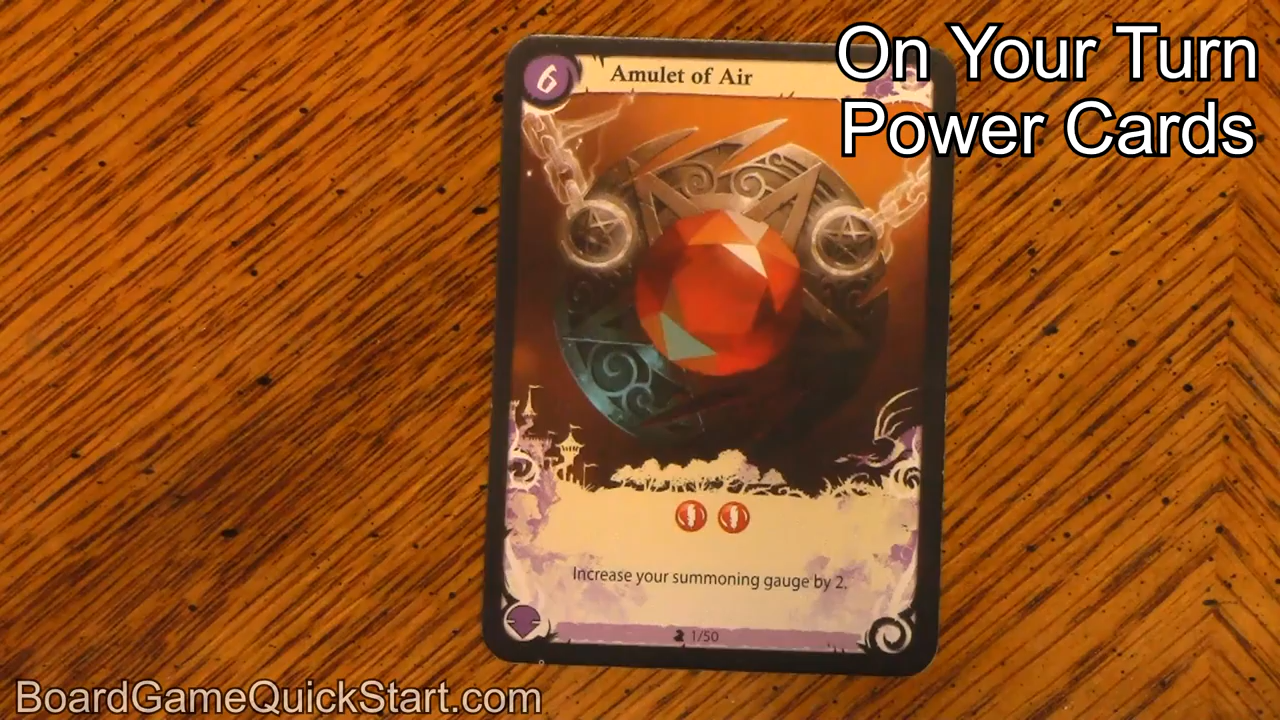 On Your Turn
Power Cards
6
Amulet of Air
Increase your summoning gauge by 2.
1/50
BoardGameQuickStart.com